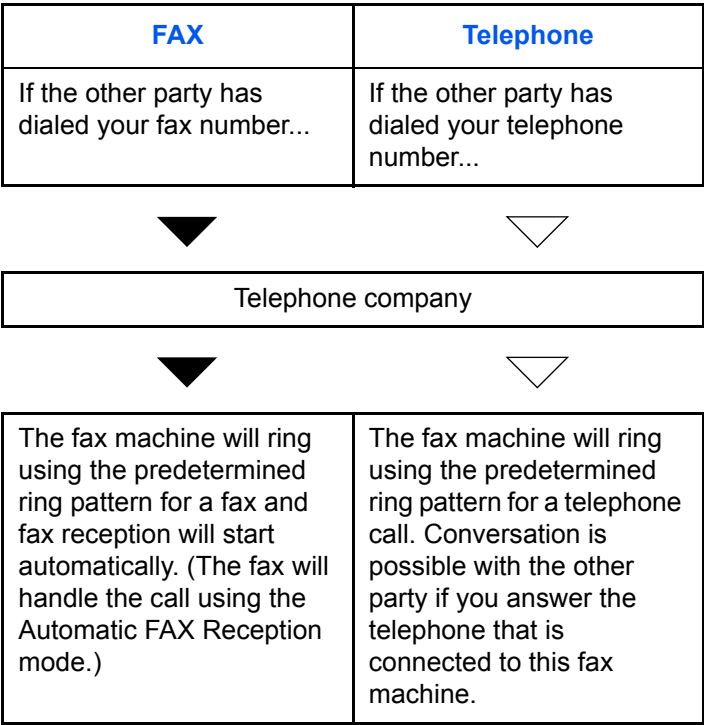 FAX
Telephone
If the other party has
dialed your fax number...
If the other party has
dialed your telephone
number...
Telephone company
The fax machine will ring
using the predetermined
ring pattern for a fax and
fax reception will start
automatically. (The fax will
handle the call using the
Automatic FAX Reception
mode.)
The fax machine will ring
using the predetermined
ring pattern for a telephone
call. Conversation is
possible with the other
party if you answer the
telephone that is
connected to this fax
machine.